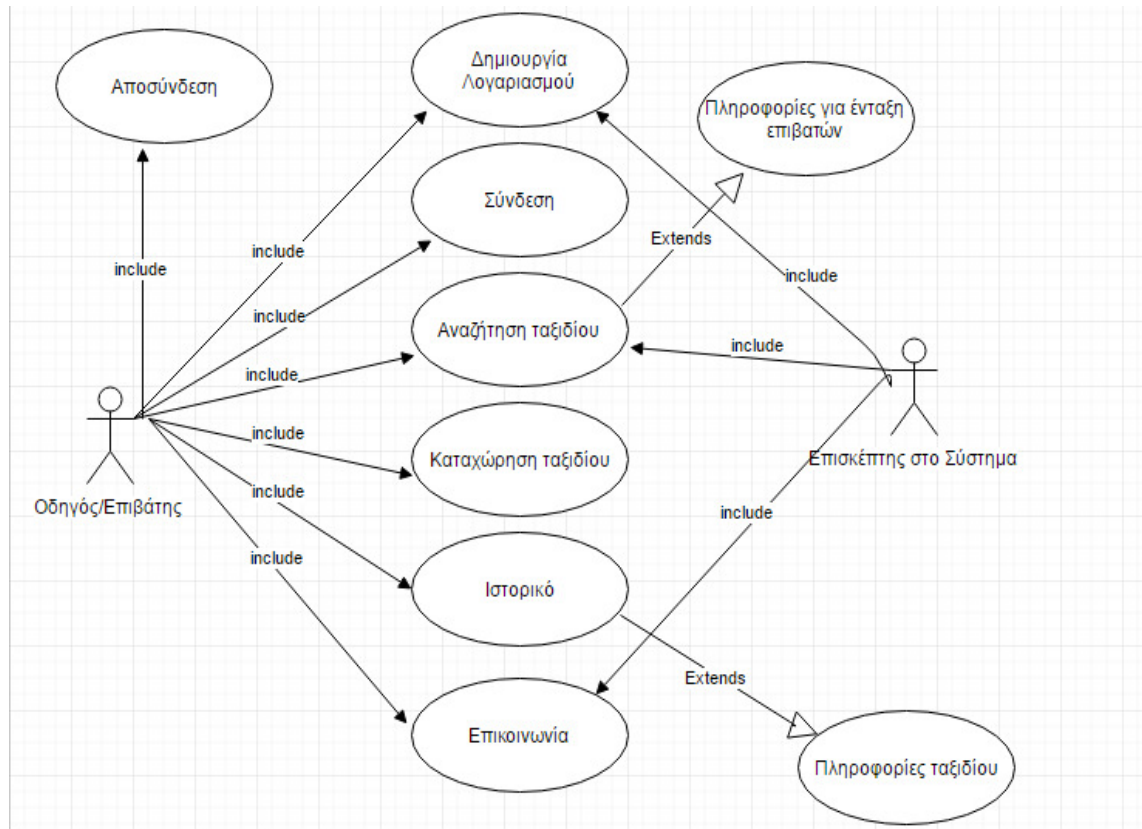 Αποσύνδεση
Δημιουργία
Λογαριασμού
Πληροφορίες για ένταξη
επιβατών
Σύνδεση
Extends
include
include
include
include
Αναζήτηση ταξιδίου
include
include
include
Καταχώρηση ταξιδίου
Επισκέπτης στο Σύστημα
include
Οδηγός/Επιβάτης
include
include
Ιστορικό
Extends
Επικοινωνία
Πληροφορίες ταξιδίου